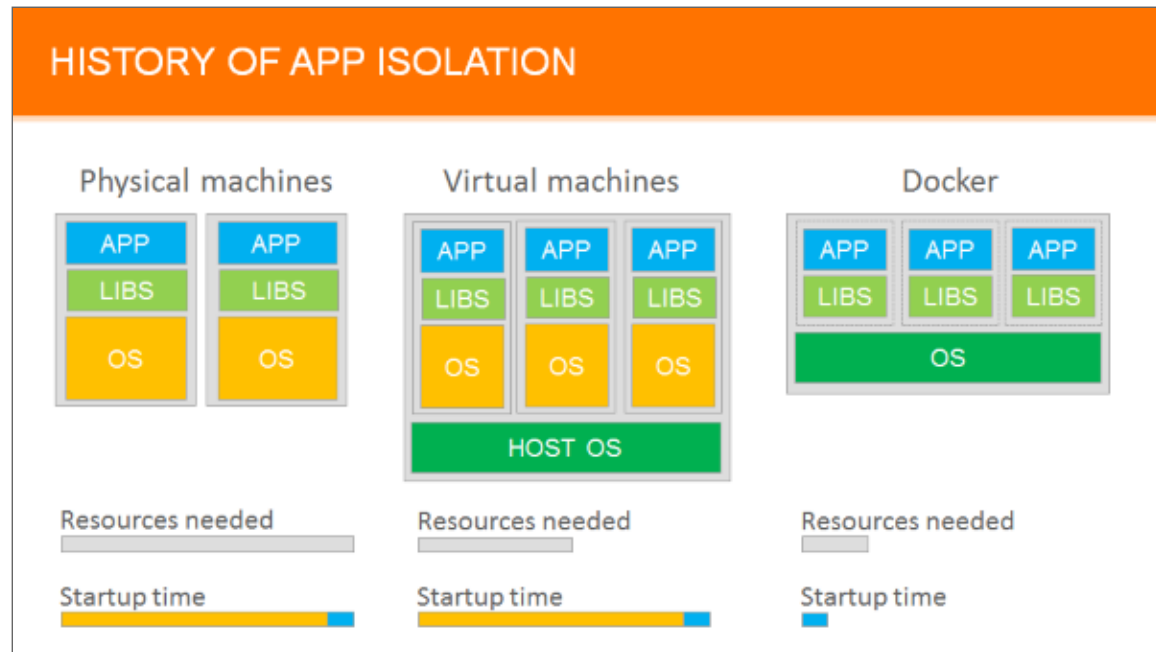 HISTORY OF APP ISOLATION
Physical machines
APP
LIBS
OS
APP
LIBS
OS
Resources needed
Startup time
Virtual machines
APP
LIBS
OS
APP
LIBS
OS
APP
LIBS
OS
HOST OS
Resources needed
Startup time
Docker
APP
LIBS
APP
LIBS
APP
LIBS
OS
Resources needed
Startup time